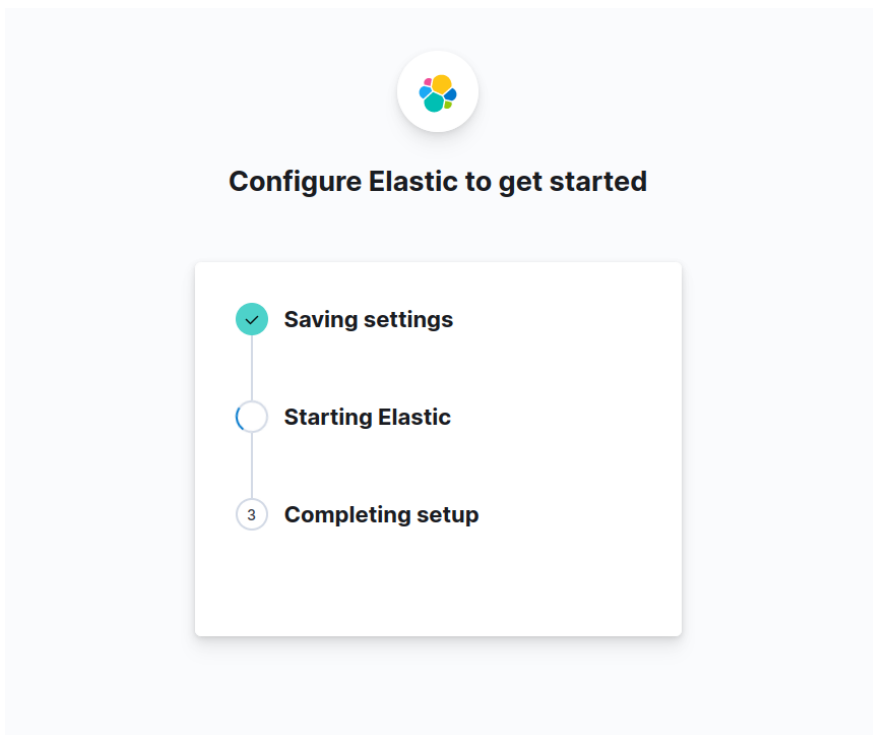 Configure Elastic to get started
Saving settings
Starting Elastic
3 Completing setup